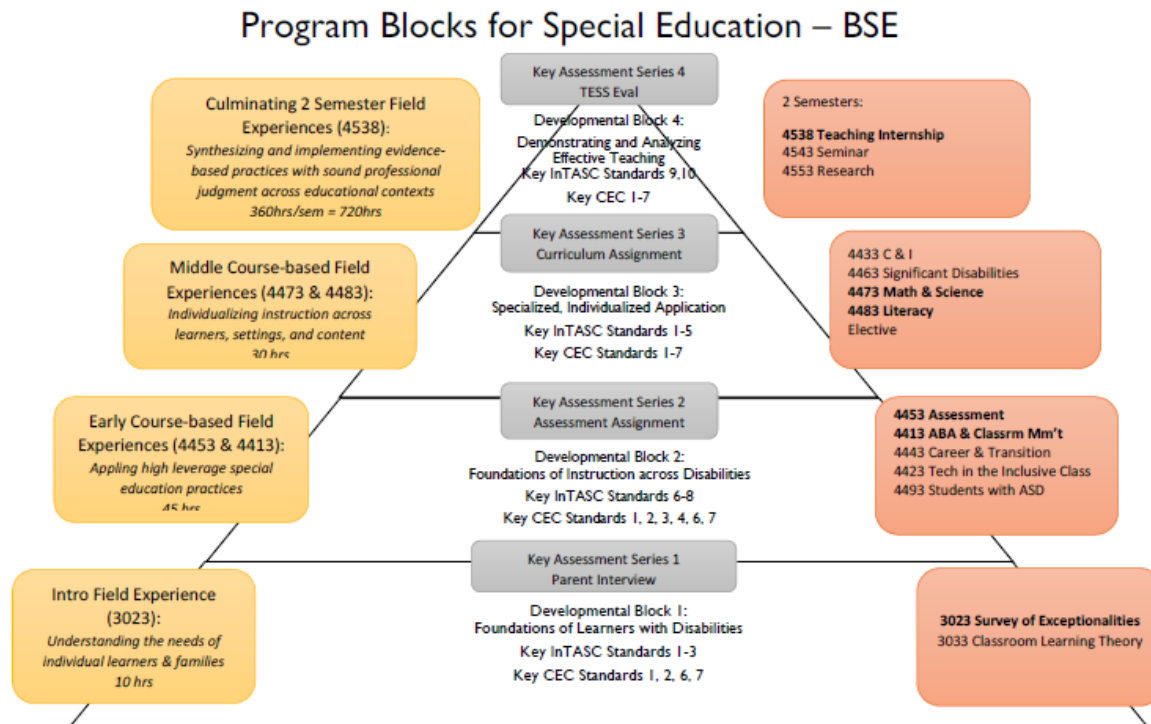 Program Blocks for Special Education – BSE
Key Assessment Series 4
TESS Eval
Culminating 2 Semester Field
Experiences (4538):
Synthesizing and implementing evidence-
based practices with sound professional
judgment across educational contexts
360hrs/sem = 720hrs
Developmental Block 4:
Demonstrating and Analyzing
Effective Teaching
Key InTASC Standards 9,10
Key CEC 1-7
2 Semesters:
4538 Teaching Internship
4543 Seminar
4553 Research
Key Assessment Series 3
Curriculum Assignment
Middle Course-based Field
Experiences (4473 & 4483):
Individualizing instruction across
learners, settings, and content
30 hrs
Developmental Block 3:
Specialized, Individualized Application
Key InTASC Standards 1-5
Key CEC Standards 1-7
4433 C & I
4463 Significant Disabilities
4473 Math & Science
4483 Literacy
Elective
Key Assessment Series 2
Assessment Assignment
Early Course-based Field
Experiences (4453 & 4413):
Appling high leverage special
education practices
45 hrs
Developmental Block 2:
Foundations of Instruction across Disabilities
Key InTASC Standards 6-8
Key CEC Standards 1, 2, 3, 4, 6, 7
4453 Assessment
4413 ABA & Classrm Mm't
4443 Career & Transition
4423 Tech in the Inclusive Class
4493 Students with ASD
Key Assessment Series 1
Parent Interview
Intro Field Experience
(3023):
Understanding the needs of
individual learners & families
10 hrs
Developmental Block 1:
Foundations of Learners with Disabilities
Key InTASC Standards 1-3
Key CEC Standards 1, 2, 6, 7
3023 Survey of Exceptionalities
3033 Classroom Learning Theory